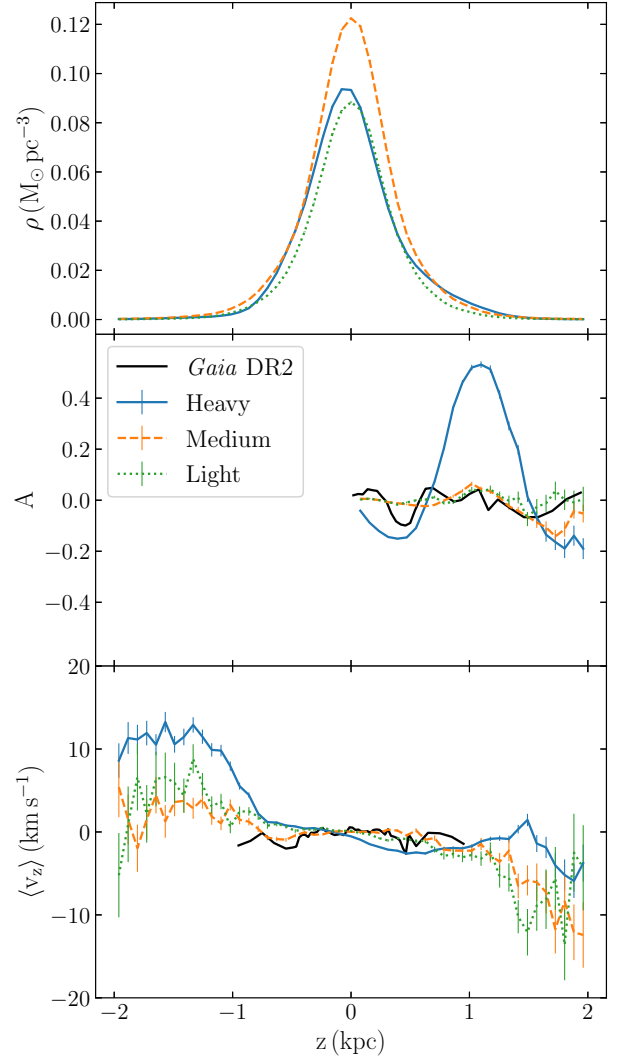 0.12
0.10
0.08
0.06
0.04
0.02
0.00
ρ (M⊙ pc⁻³)
Gaia DR2
Heavy
Medium
Light
0.4
0.2
0.0
−0.2
−0.4
A
20
10
0
−10
−20
⟨v_z⟩ (km s⁻¹)
−2 −1 0 1 2
z (kpc)